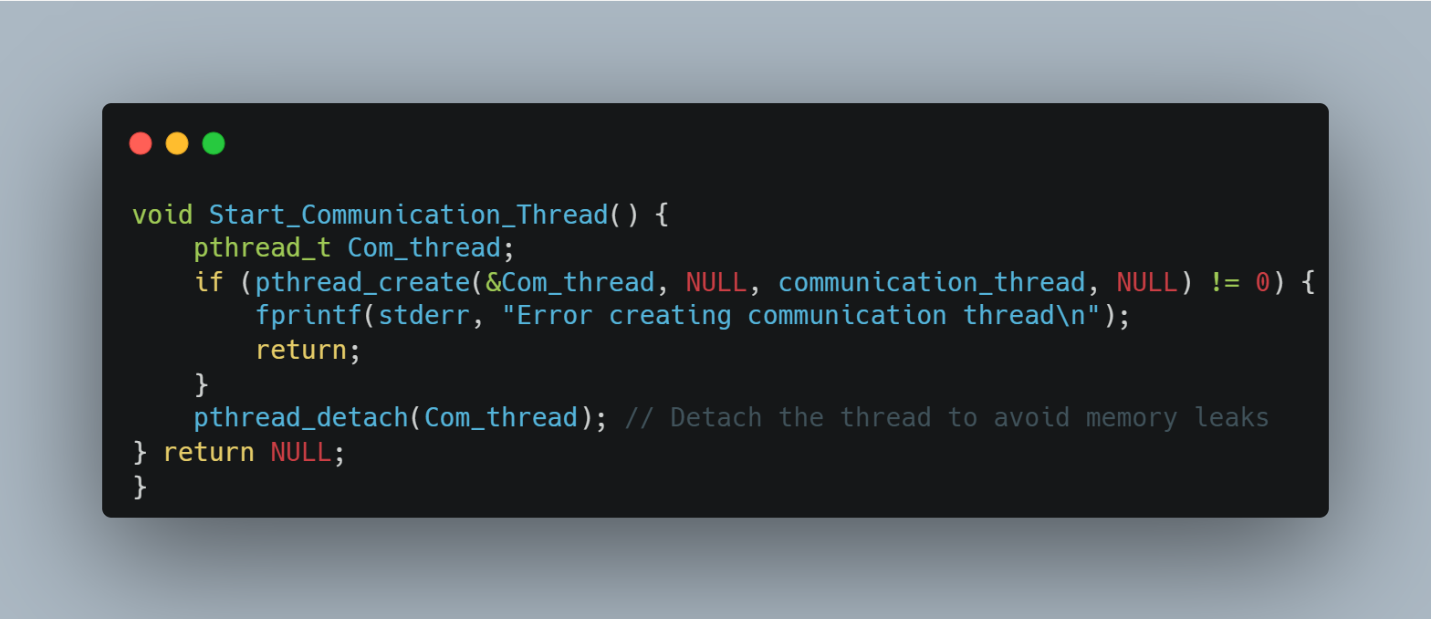 void Start_Communication_Thread() {
    pthread_t Com_thread;
    if (pthread_create(&Com_thread, NULL, communication_thread, NULL) != 0) {
        fprintf(stderr, "Error creating communication thread\n");
        return;
    }
    pthread_detach(Com_thread); // Detach the thread to avoid memory leaks
} return NULL;
}